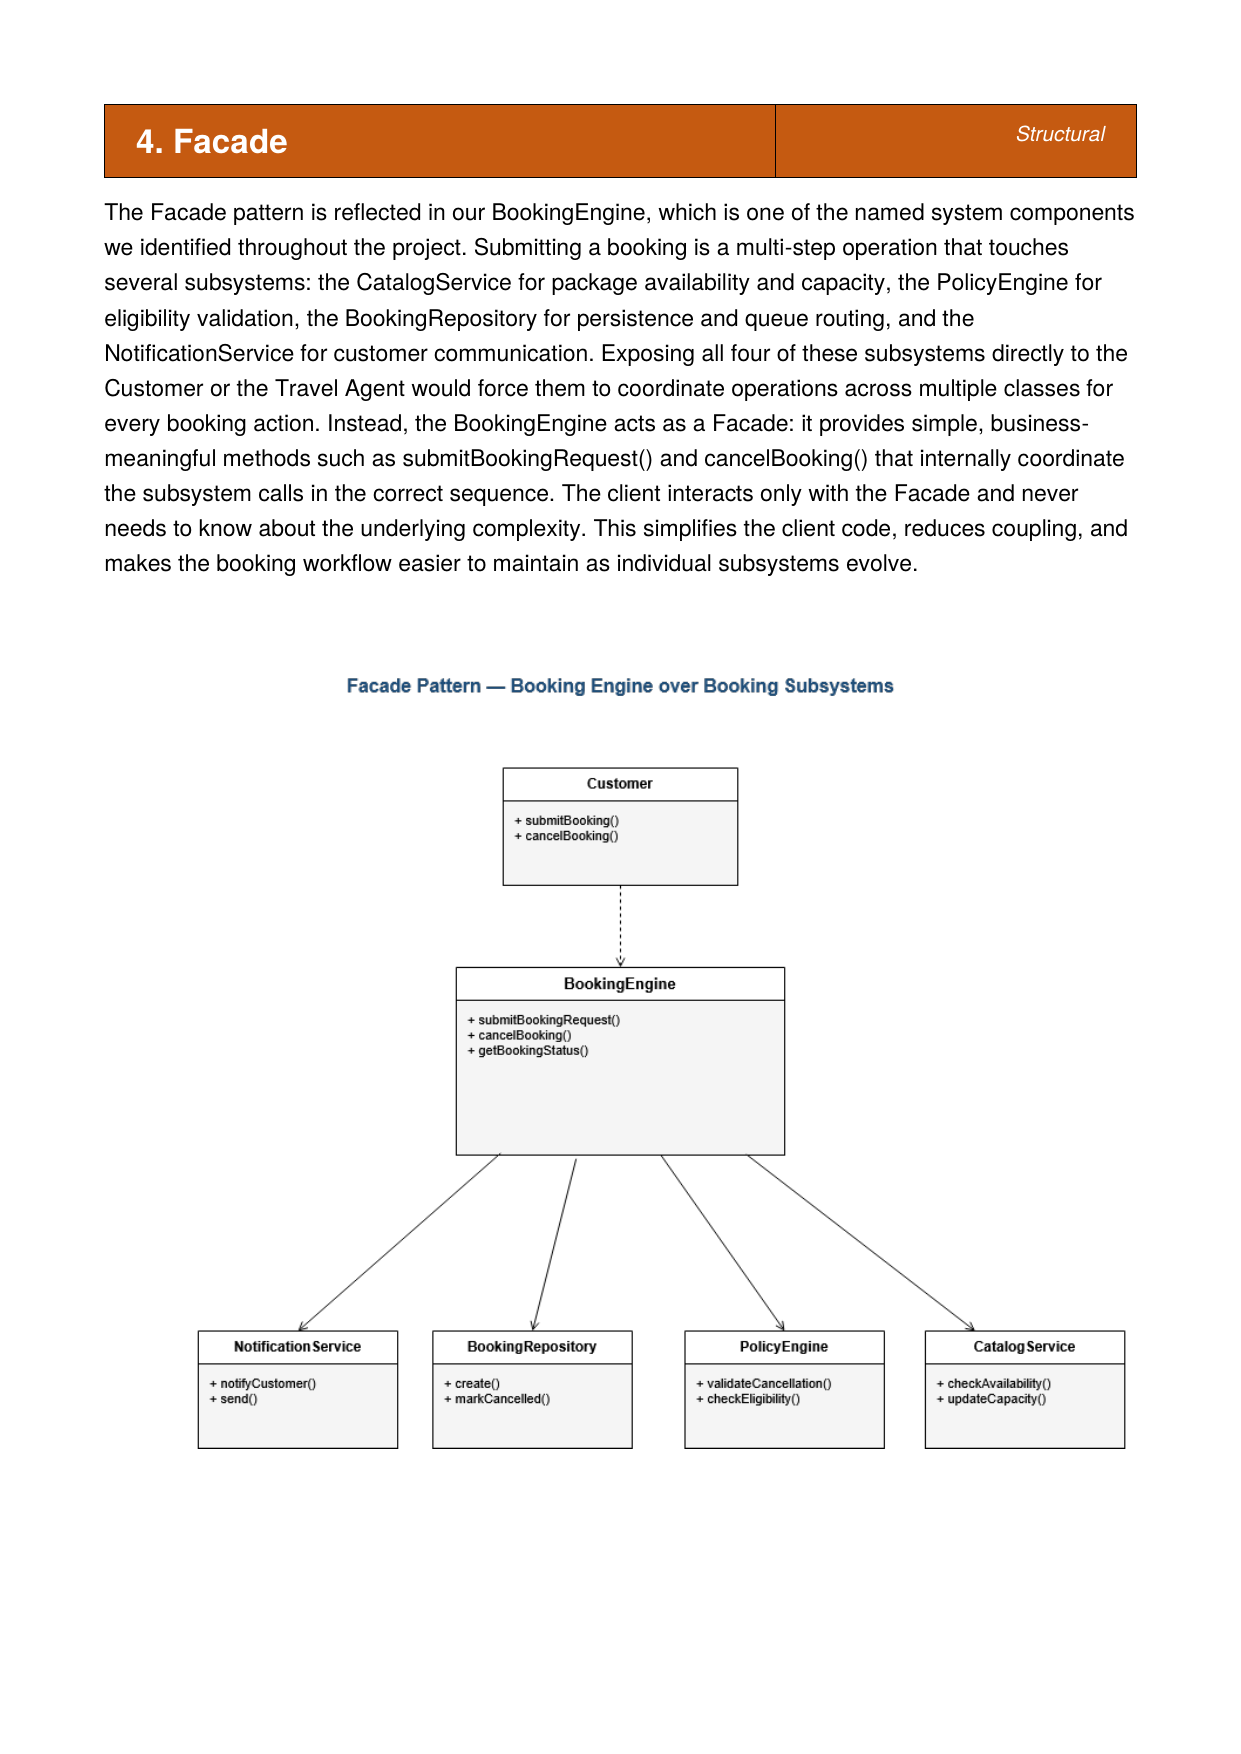 4. Facade
Structural
The Facade pattern is reflected in our BookingEngine, which is one of the named system components
we identified throughout the project. Submitting a booking is a multi-step operation that touches
several subsystems: the CatalogService for package availability and capacity, the PolicyEngine for
eligibility validation, the BookingRepository for persistence and queue routing, and the
NotificationService for customer communication. Exposing all four of these subsystems directly to the
Customer or the Travel Agent would force them to coordinate operations across multiple classes for
every booking action. Instead, the BookingEngine acts as a Facade: it provides simple, business-
meaningful methods such as submitBookingRequest() and cancelBooking() that internally coordinate
the subsystem calls in the correct sequence. The client interacts only with the Facade and never
needs to know about the underlying complexity. This simplifies the client code, reduces coupling, and
makes the booking workflow easier to maintain as individual subsystems evolve.
Facade Pattern — Booking Engine over Booking Subsystems
Customer
+ submitBooking()
+ cancelBooking()
BookingEngine
+ submitBookingRequest()
+ cancelBooking()
+ getBookingStatus()
NotificationService
+ notifyCustomer()
+ send()
BookingRepository
+ create()
+ markCancelled()
PolicyEngine
+ validateCancellation()
+ checkEligibility()
CatalogService
+ checkAvailability()
+ updateCapacity()